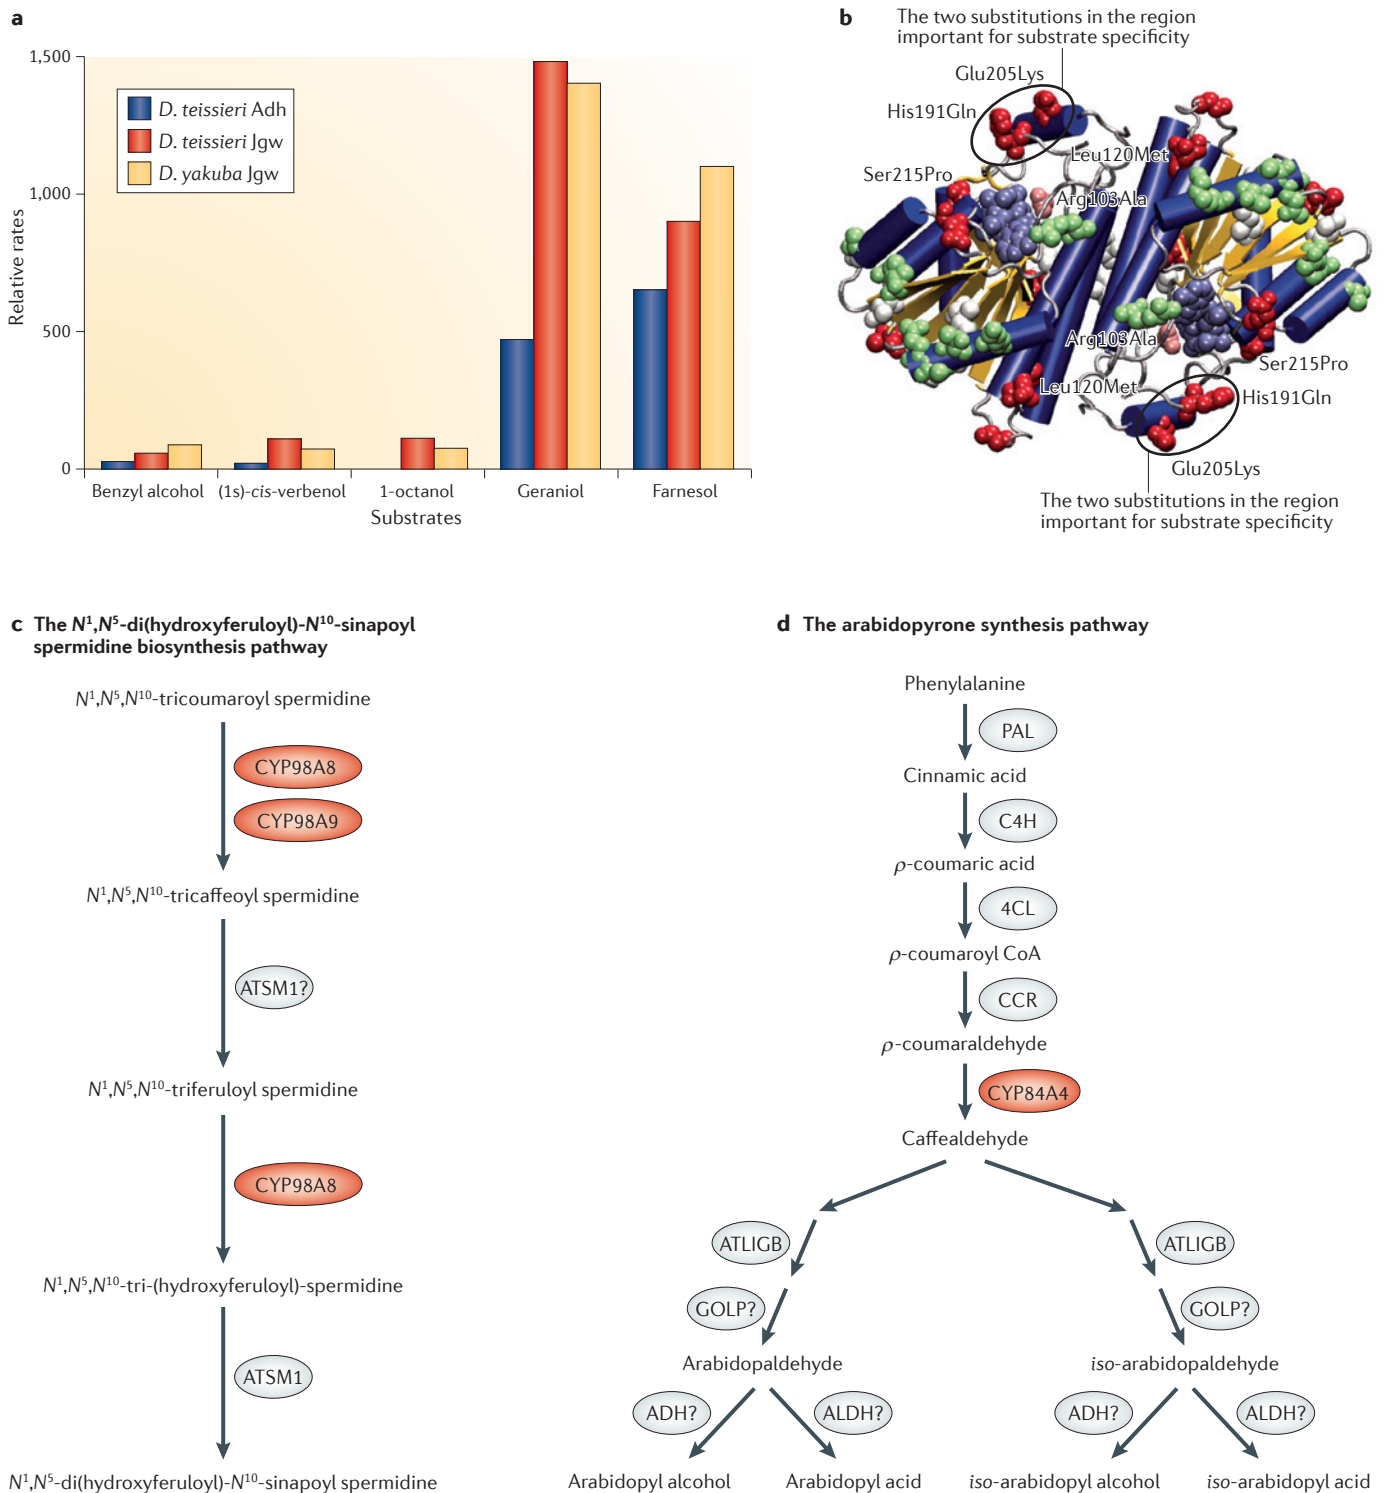 a
1,500
1,000
500
0
Relative rates
D. teissieri Adh
D. teissieri Jgw
D. yakuba Jgw
Benzyl alcohol
(1s)-cis-verbenol
1-octanol
Geraniol
Farnesol
Substrates
b
The two substitutions in the region
important for substrate specificity
Glu205Lys
His191Gln
Leu120Met
Ser215Pro
Arg103Ala
Arg103Ala
Ser215Pro
Leu120Met
His191Gln
Glu205Lys
The two substitutions in the region
important for substrate specificity
c The N¹,N⁵-di(hydroxyferuloyl)-N¹⁰-sinapoyl
spermidine biosynthesis pathway
N¹,N⁵,N¹⁰-tricoumaroyl spermidine
CYP98A8
CYP98A9
N¹,N⁵,N¹⁰-tricaffeoyl spermidine
ATSM1?
N¹,N⁵,N¹⁰-triferuloyl spermidine
CYP98A8
N¹,N⁵,N¹⁰-tri-(hydroxyferuloyl)-spermidine
ATSM1
N¹,N⁵-di(hydroxyferuloyl)-N¹⁰-sinapoyl spermidine
d The arabidopyrone synthesis pathway
Phenylalanine
PAL
Cinnamic acid
C4H
ρ-coumaric acid
4CL
ρ-coumaroyl CoA
CCR
ρ-coumaraldehyde
CYP84A4
Caffealdehyde
ATLIGB
ATLIGB
GOLP?
GOLP?
Arabidopaldehyde
iso-arabidopaldehyde
ADH?
ALDH?
ADH?
ALDH?
Arabidopyl alcohol
Arabidopyl acid
iso-arabidopyl alcohol
iso-arabidopyl acid